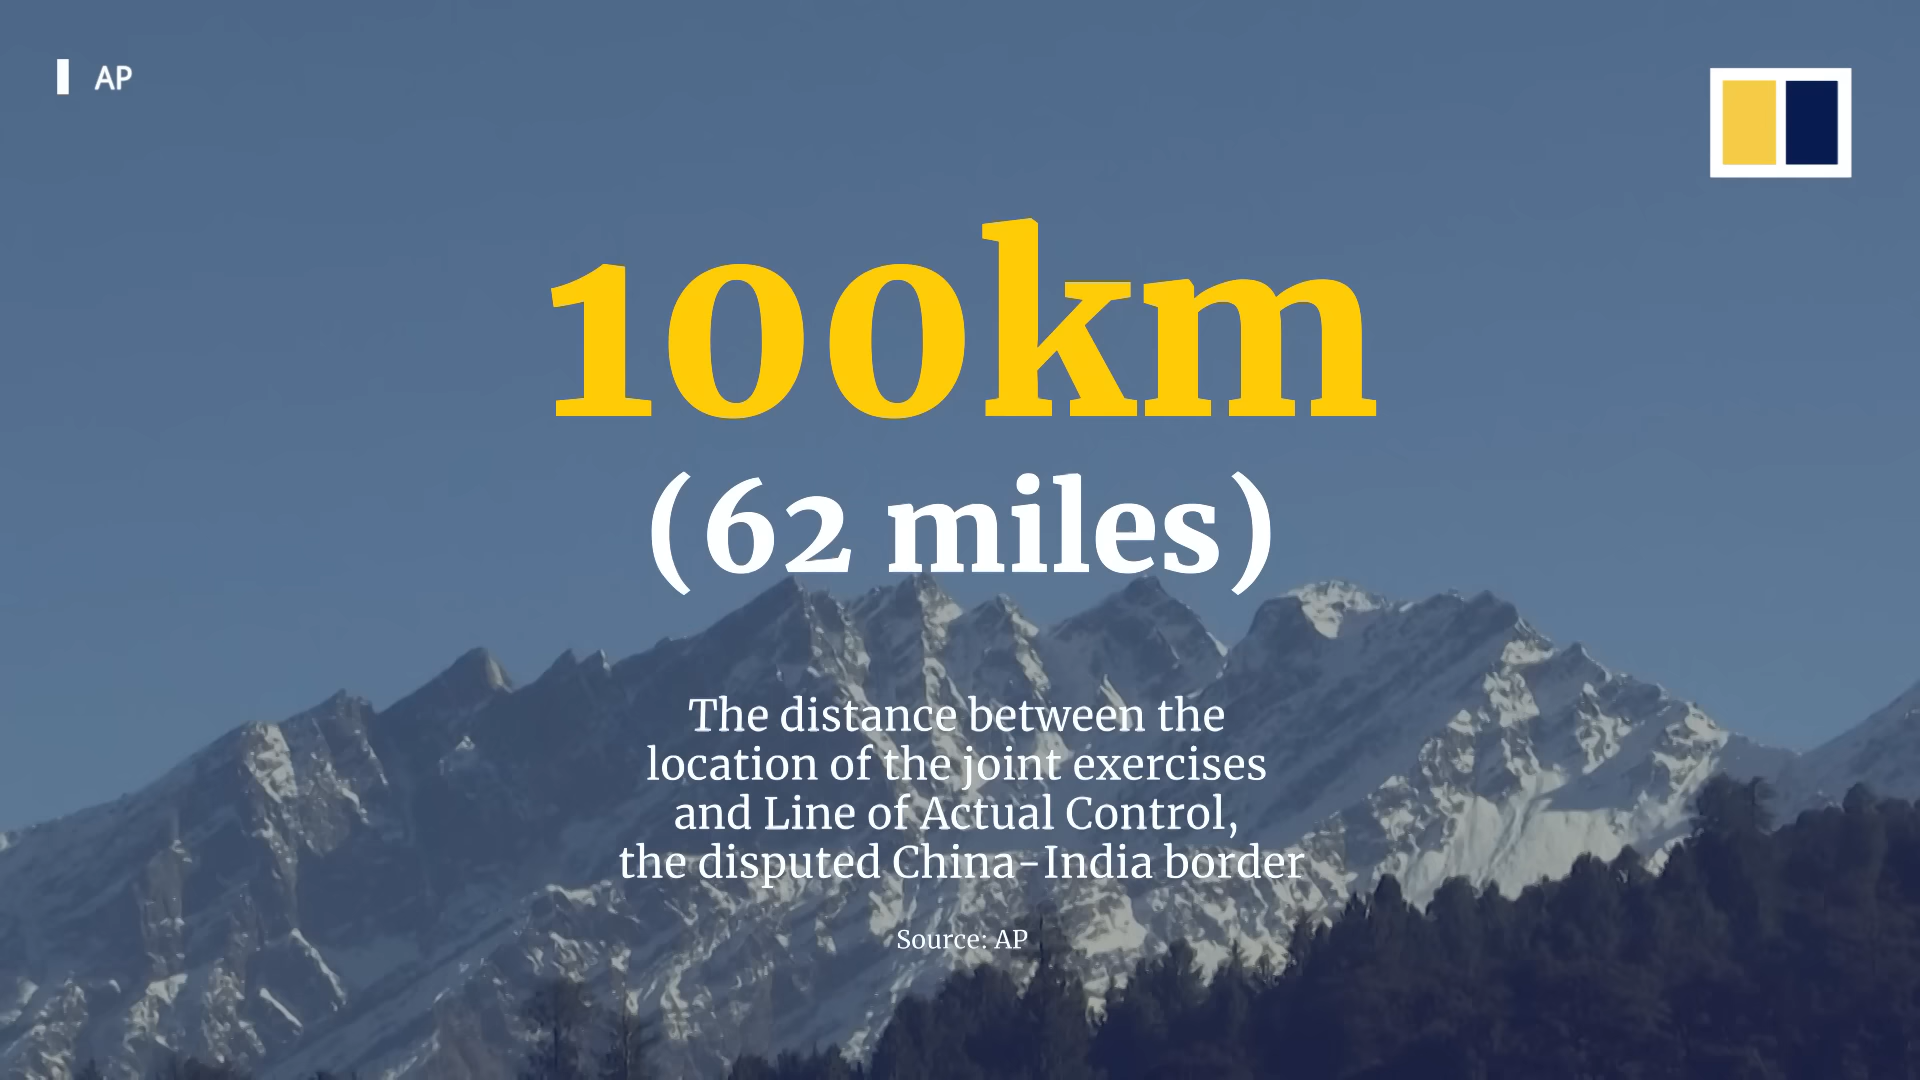 AP
100km
(62 miles)
The distance between the
location of the joint exercises
and Line of Actual Control,
the disputed China-India border
Source: AP